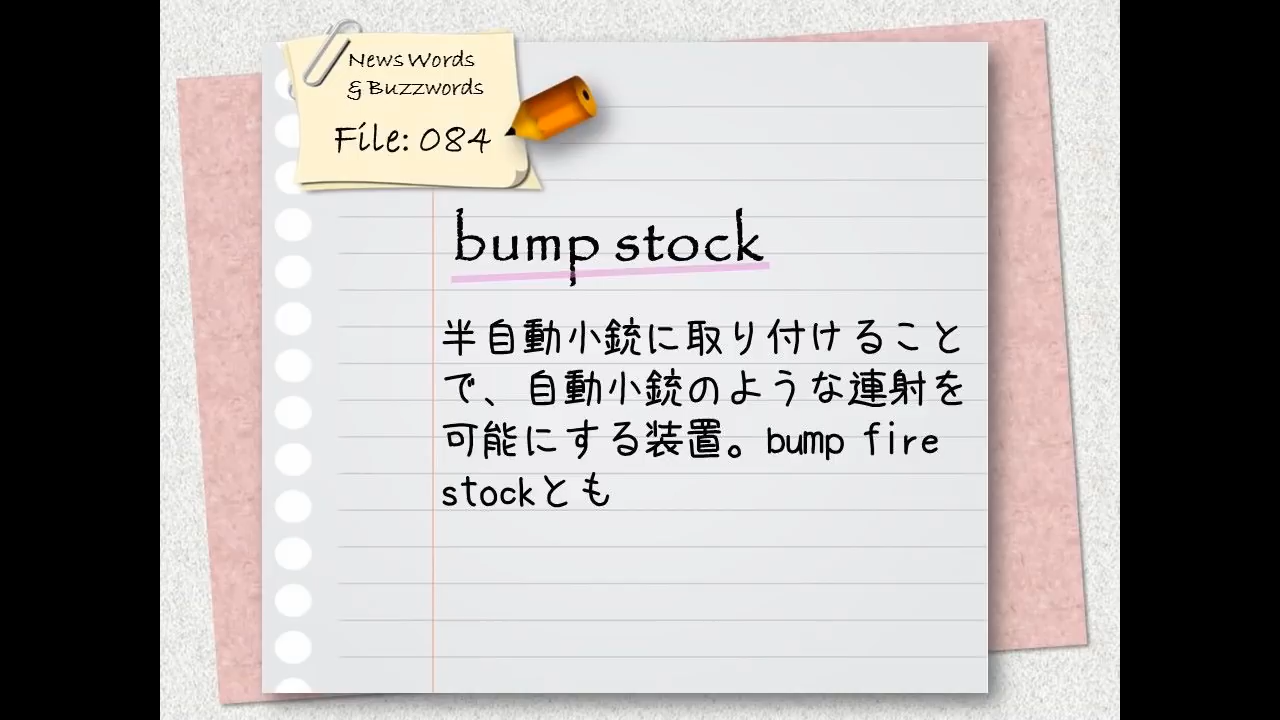 News Words
& Buzzwords
File: 084
bump stock
半自動小銃に取り付けること
で、自動小銃のような連射を
可能にする装置。bump fire
stockとも